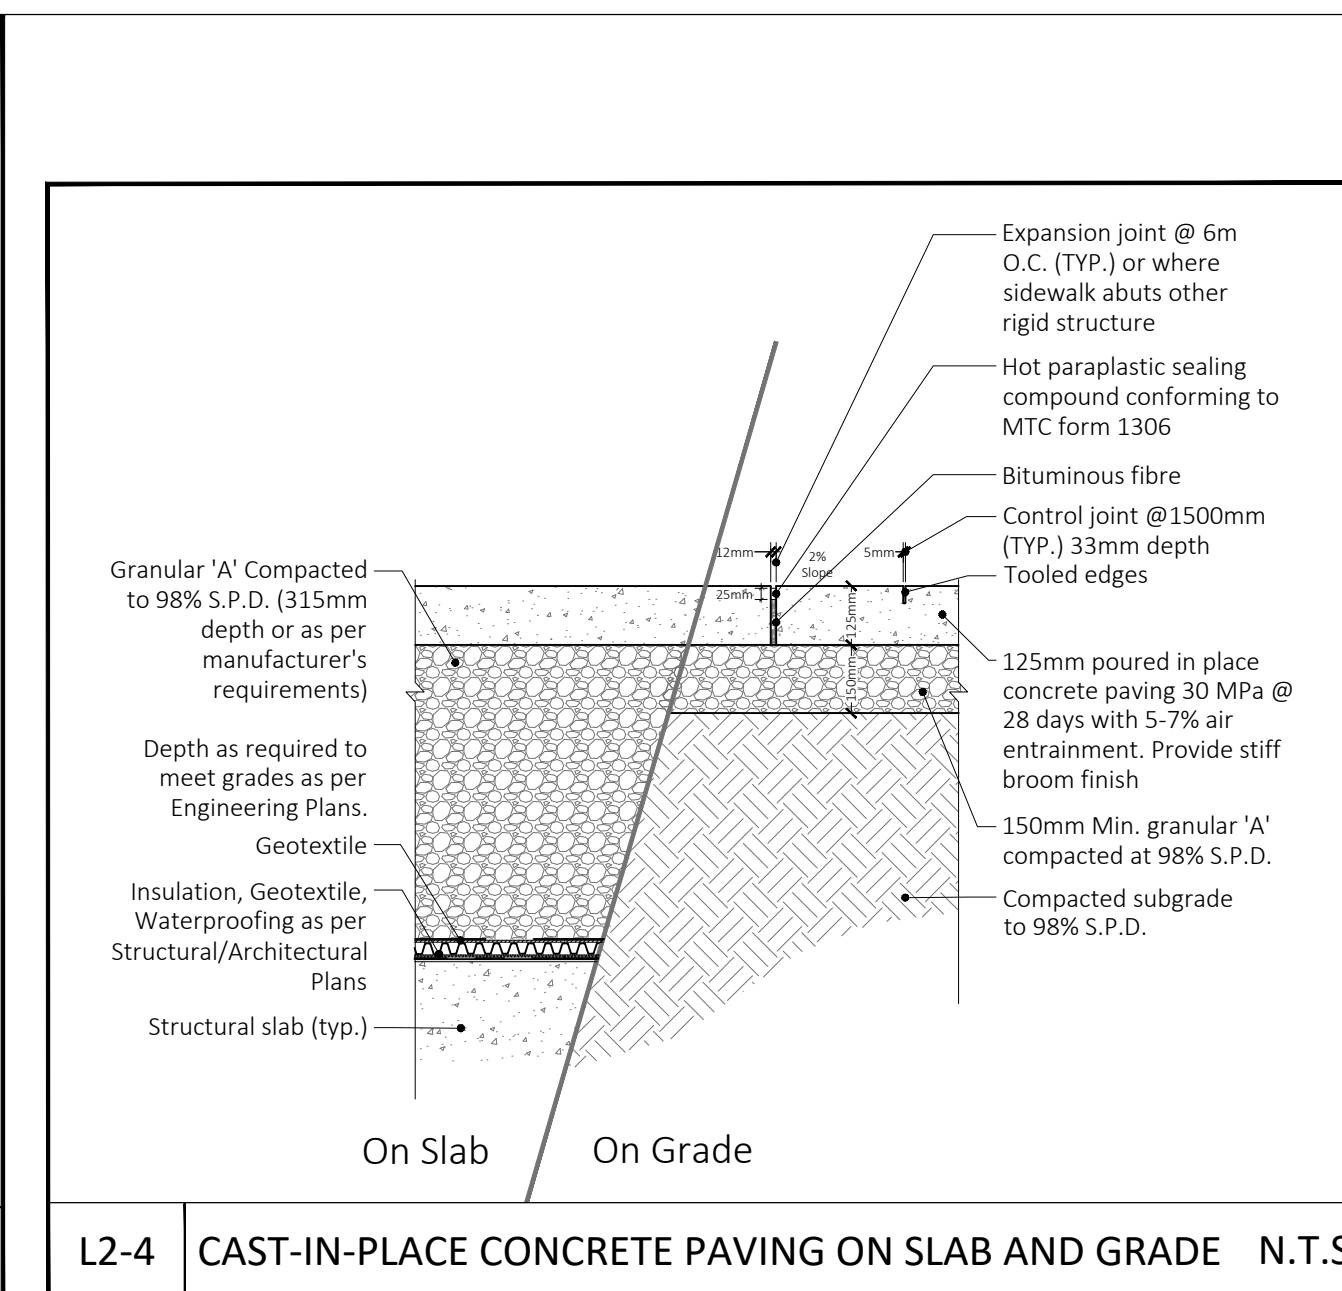 Expansion joint @ 6m
O.C. (TYP.) or where
sidewalk abuts other
rigid structure
Hot paraplastic sealing
compound conforming to
MTC form 1306
Bituminous fibre
Control joint @1500mm
(TYP.) 33mm depth
Tooled edges
12mm
2%
Slope
5mm
25mm
125mm
150mm
Granular 'A' Compacted
to 98% S.P.D. (315mm
depth or as per
manufacturer's
requirements)
Depth as required to
meet grades as per
Engineering Plans.
Geotextile
Insulation, Geotextile,
Waterproofing as per
Structural/Architectural
Plans
Structural slab (typ.)
125mm poured in place
concrete paving 30 MPa @
28 days with 5-7% air
entrainment. Provide stiff
broom finish
150mm Min. granular 'A'
compacted at 98% S.P.D.
Compacted subgrade
to 98% S.P.D.
On Slab
On Grade
L2-4 CAST-IN-PLACE CONCRETE PAVING ON SLAB AND GRADE N.T.S